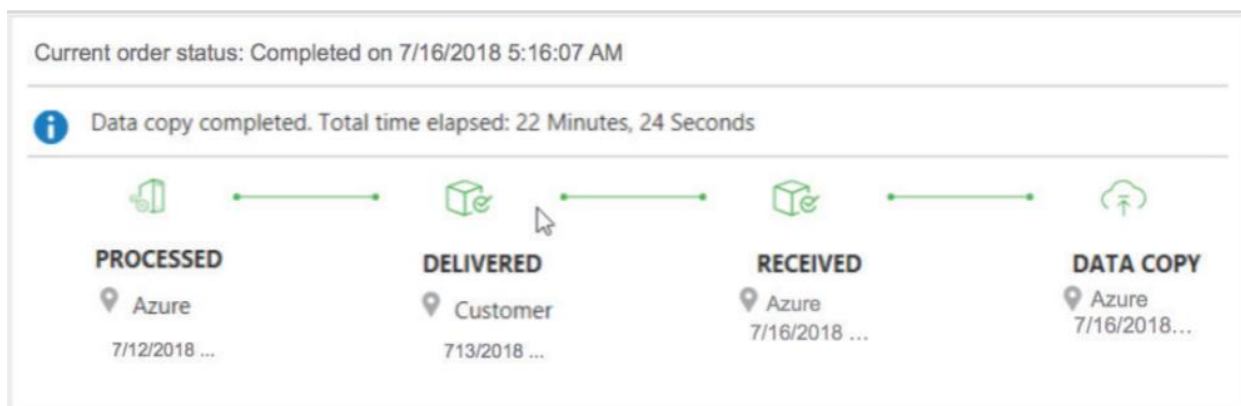 Current order status: Completed on 7/16/2018 5:16:07 AM
Data copy completed. Total time elapsed: 22 Minutes, 24 Seconds
PROCESSED
Azure
7/12/2018 ...
DELIVERED
Customer
713/2018 ...
RECEIVED
Azure
7/16/2018 ...
DATA COPY
Azure
7/16/2018...